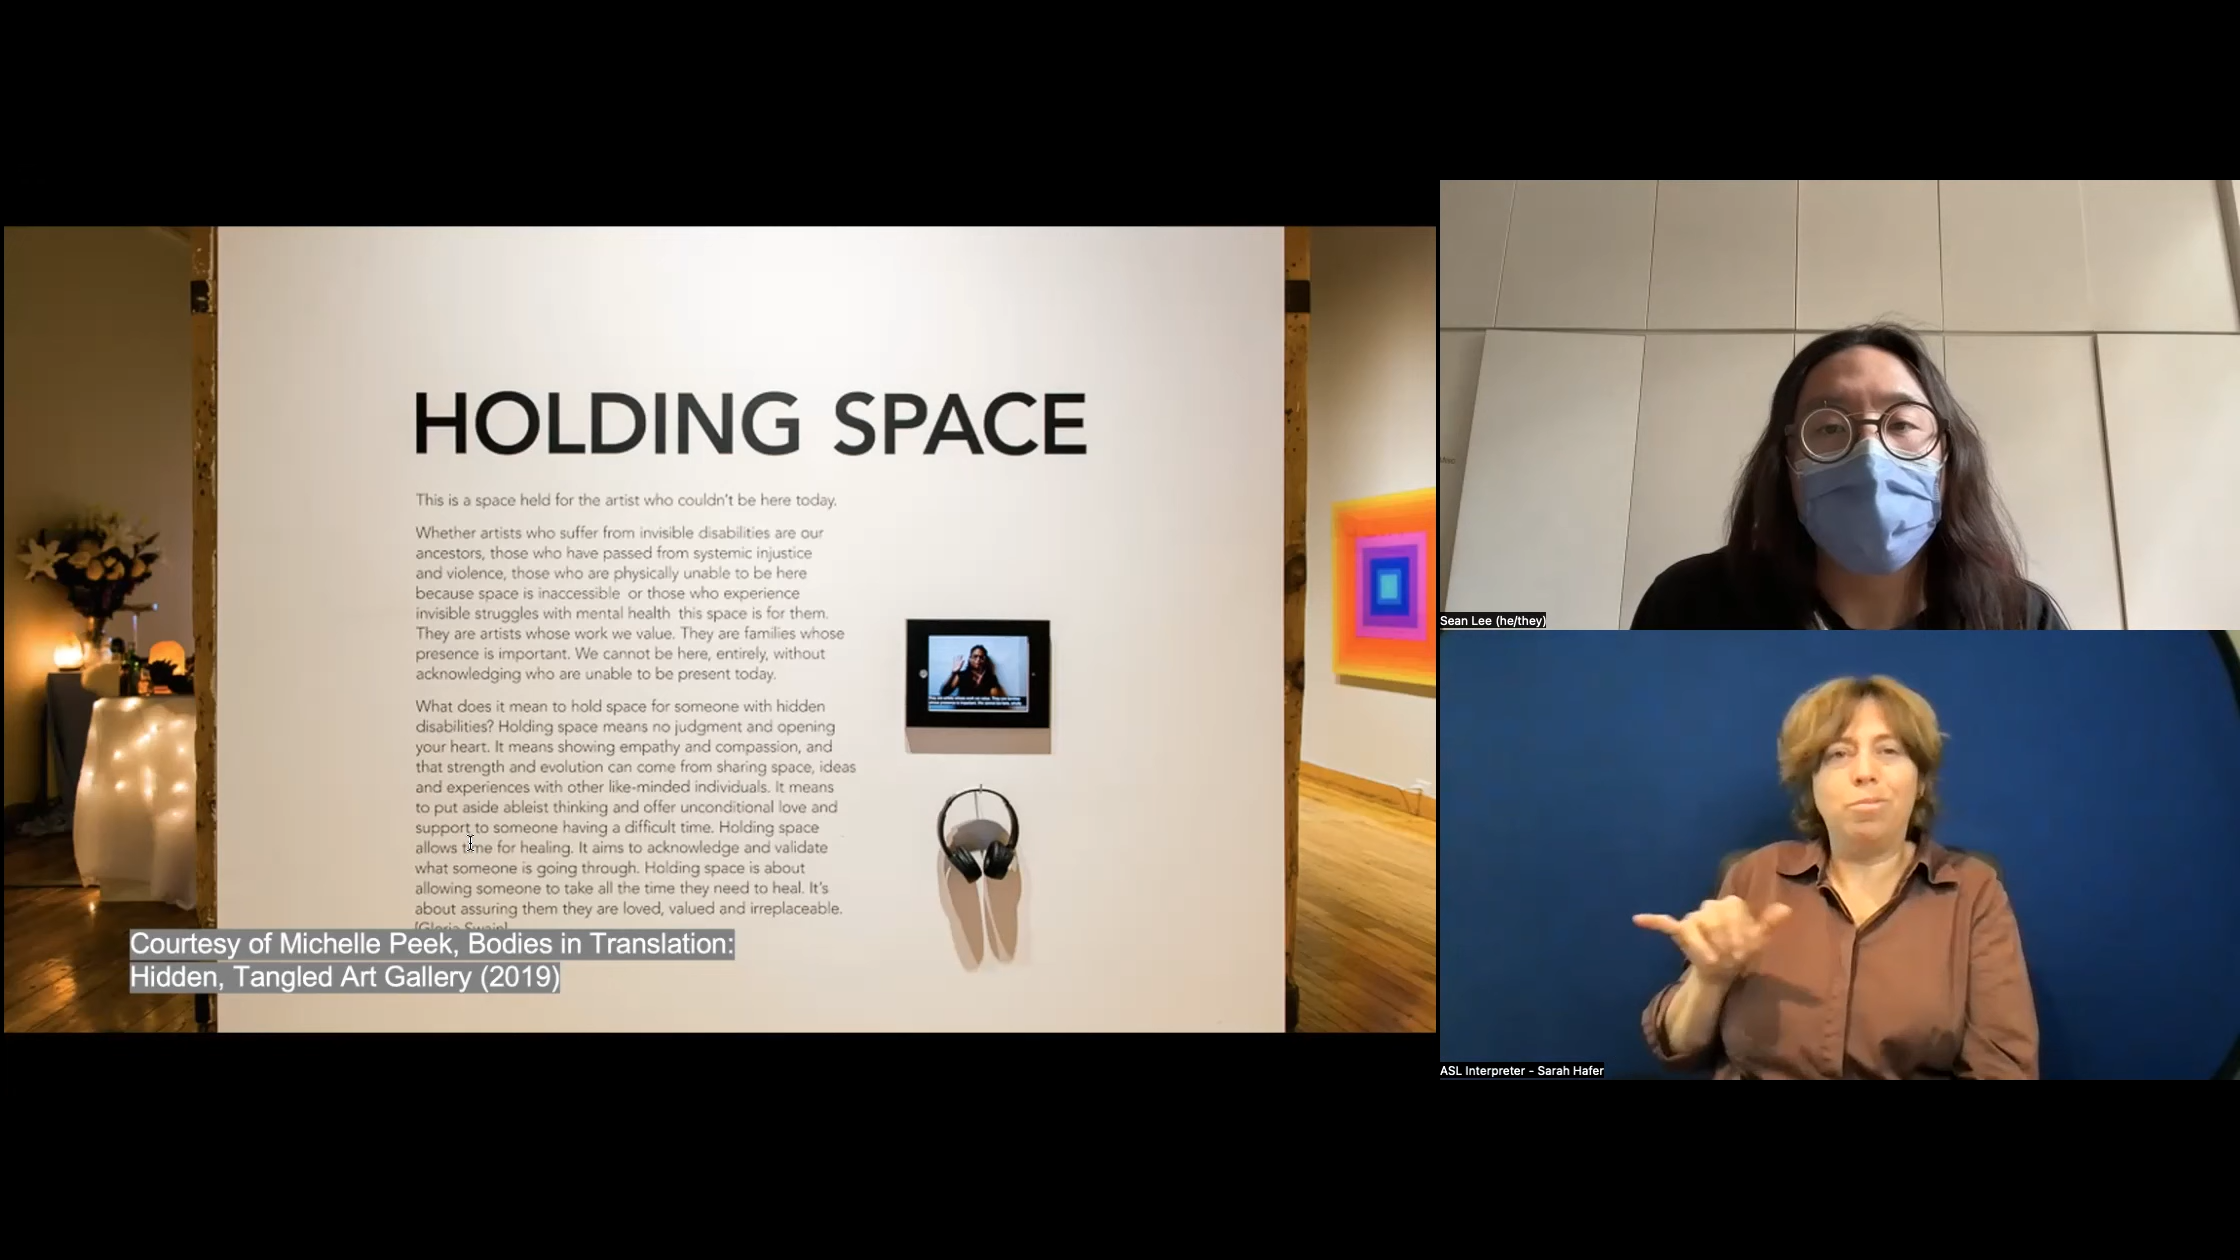 HOLDING SPACE
This is a space held for the artist who couldn't be here today.
Whether artists who suffer from invisible disabilities are our
ancestors, those who have passed from systemic injustice
and violence, those who are physically unable to be here
because space is inaccessible or those who experience
invisible struggles with mental health this space is for them.
They are artists whose work we value. They are families whose
presence is important. We cannot be here, entirely, without
acknowledging who are unable to be present today.
What does it mean to hold space for someone with hidden
disabilities? Holding space means no judgment and opening
your heart. It means showing empathy and compassion, and
that strength and evolution can come from sharing space, ideas
and experiences with other like-minded individuals. It means
to put aside ableist thinking and offer unconditional love and
support to someone having a difficult time. Holding space
allows time for healing. It aims to acknowledge and validate
what someone is going through. Holding space is about
allowing someone to take all the time they need to heal. It's
about assuring them they are loved, valued and irreplaceable.
[Gloria Swain]
Courtesy of Michelle Peek, Bodies in Translation:
Hidden, Tangled Art Gallery (2019)
Sean Lee (he/they)
ASL Interpreter - Sarah Hafer